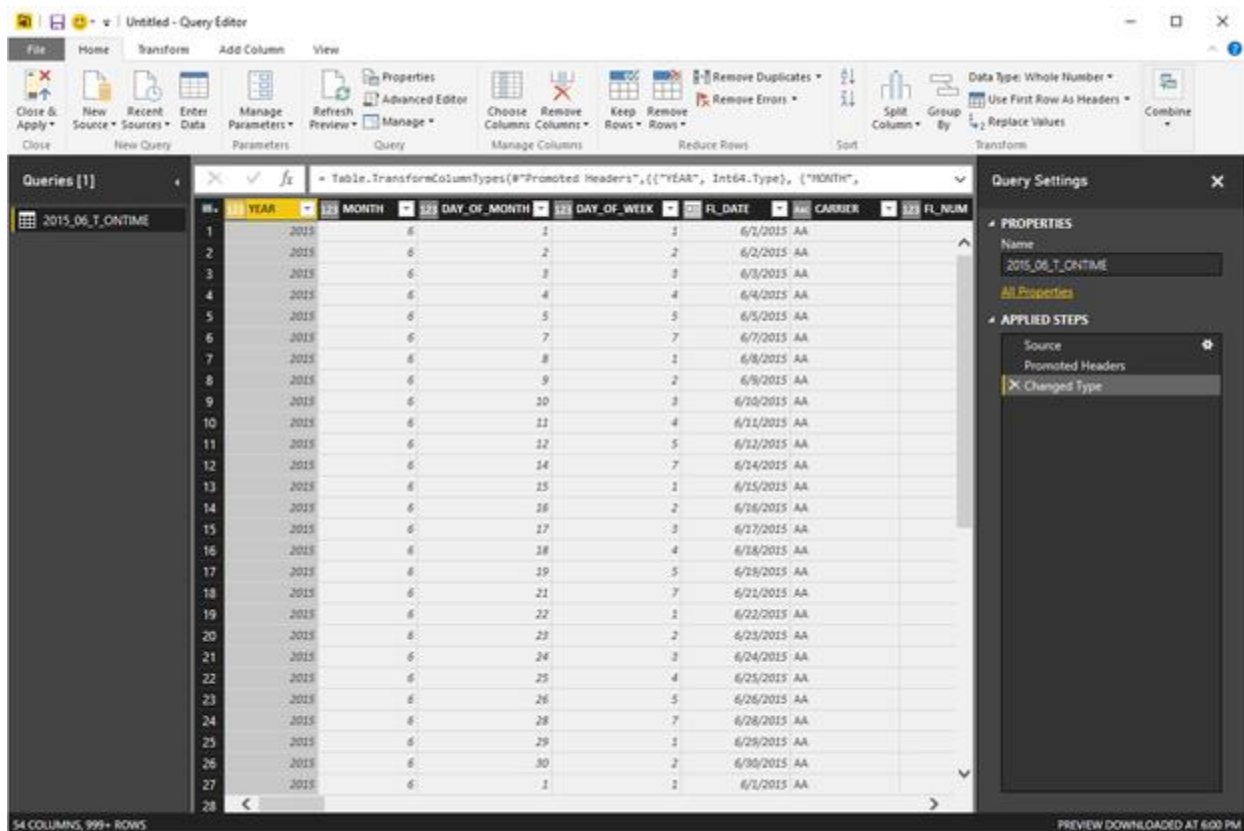 Untitled - Query Editor
File Home Transform Add Column View
Close & Apply
New Source
Recent Sources
Enter Data
Manage Parameters
Refresh Preview
Properties
Advanced Editor
Manage
Choose Columns
Remove Columns
Keep Rows
Remove Rows
Remove Duplicates
Remove Errors
Split Column
Group By
Data Type: Whole Number
Use First Row As Headers
Replace Values
Combine
Close New Query Parameters Query Manage Columns Reduce Rows Sort Transform
Queries [1]
2015_06_T_ONTIME
fx = Table.TransformColumnTypes(#"Promoted Headers",{{"YEAR", Int64.Type}, {"MONTH",
123 YEAR 123 MONTH 123 DAY_OF_MONTH 123 DAY_OF_WEEK FL_DATE ABC CARRIER 123 FL_NUM
1 2015 6 1 1 6/1/2015 AA
2 2015 6 2 2 6/2/2015 AA
3 2015 6 3 3 6/3/2015 AA
4 2015 6 4 4 6/4/2015 AA
5 2015 6 5 5 6/5/2015 AA
6 2015 6 7 7 6/7/2015 AA
7 2015 6 8 1 6/8/2015 AA
8 2015 6 9 2 6/9/2015 AA
9 2015 6 10 3 6/10/2015 AA
10 2015 6 11 4 6/11/2015 AA
11 2015 6 12 5 6/12/2015 AA
12 2015 6 14 7 6/14/2015 AA
13 2015 6 15 1 6/15/2015 AA
14 2015 6 16 2 6/16/2015 AA
15 2015 6 17 3 6/17/2015 AA
16 2015 6 18 4 6/18/2015 AA
17 2015 6 19 5 6/19/2015 AA
18 2015 6 21 7 6/21/2015 AA
19 2015 6 22 1 6/22/2015 AA
20 2015 6 23 2 6/23/2015 AA
21 2015 6 24 3 6/24/2015 AA
22 2015 6 25 4 6/25/2015 AA
23 2015 6 26 5 6/26/2015 AA
24 2015 6 28 7 6/28/2015 AA
25 2015 6 29 1 6/29/2015 AA
26 2015 6 30 2 6/30/2015 AA
27 2015 6 1 1 6/1/2015 AA
28
Query Settings
PROPERTIES
Name
2015_06_T_ONTIME
All Properties
APPLIED STEPS
Source
Promoted Headers
Changed Type
54 COLUMNS, 999+ ROWS
PREVIEW DOWNLOADED AT 6:00 PM